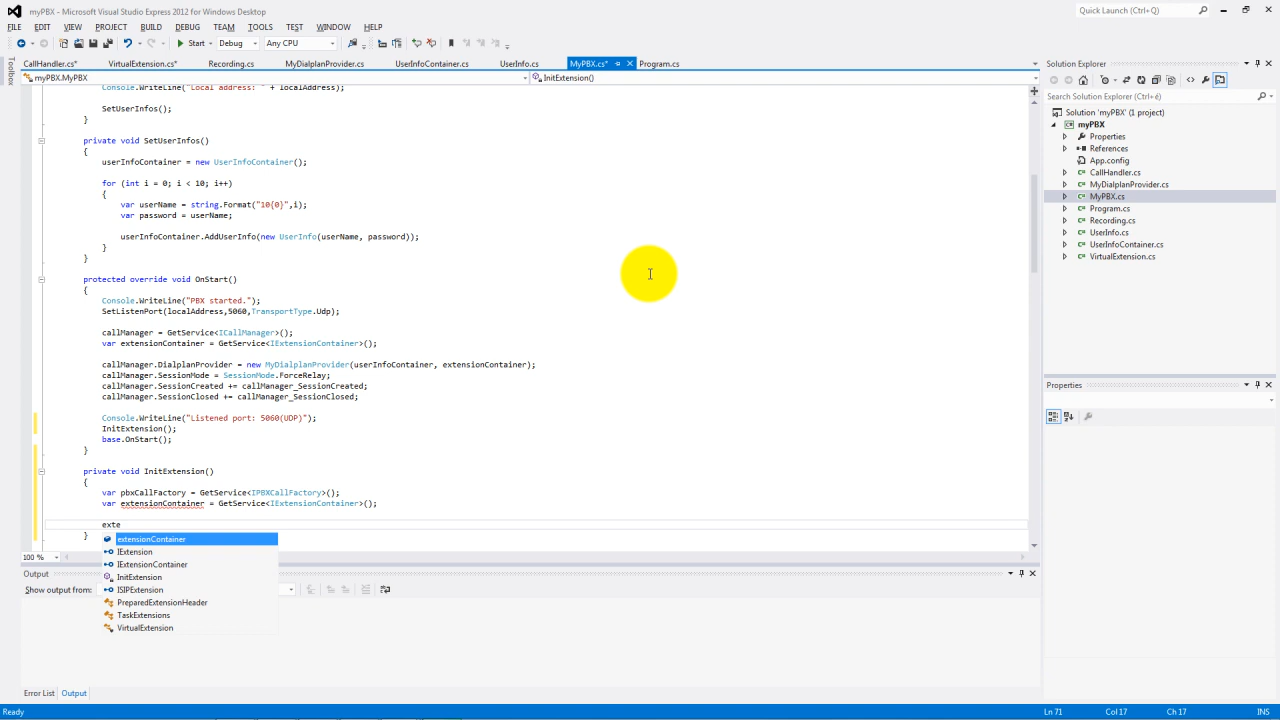 myPBX - Microsoft Visual Studio Express 2012 for Windows Desktop
Quick Launch (Ctrl+Q)
FILE EDIT VIEW PROJECT BUILD DEBUG TEAM TOOLS TEST WINDOW HELP
Start Debug Any CPU
Toolbox
CallHandler.cs* VirtualExtension.cs* Recording.cs MyDialplanProvider.cs UserInfoContainer.cs UserInfo.cs MyPBX.cs* Program.cs
myPBX.MyPBX InitExtension()
Console.WriteLine("Local address: " + localAddress);
SetUserInfos();
}
private void SetUserInfos()
{
userInfoContainer = new UserInfoContainer();
for (int i = 0; i < 10; i++)
{
var userName = string.Format("10{0}",i);
var password = userName;
userInfoContainer.AddUserInfo(new UserInfo(userName, password));
}
}
protected override void OnStart()
{
Console.WriteLine("PBX started.");
SetListenPort(localAddress,5060,TransportType.Udp);
callManager = GetService<ICallManager>();
var extensionContainer = GetService<IExtensionContainer>();
callManager.DialplanProvider = new MyDialplanProvider(userInfoContainer, extensionContainer);
callManager.SessionMode = SessionMode.ForceRelay;
callManager.SessionCreated += callManager_SessionCreated;
callManager.SessionClosed += callManager_SessionClosed;
Console.WriteLine("Listened port: 5060(UDP)");
InitExtension();
base.OnStart();
}
private void InitExtension()
{
var pbxCallFactory = GetService<IPBXCallFactory>();
var extensionContainer = GetService<IExtensionContainer>();
exte
}
extensionContainer
IExtension
IExtensionContainer
InitExtension
ISIPExtension
PreparedExtensionHeader
TaskExtensions
VirtualExtension
100 %
Output
Show output from:
Error List Output
Solution Explorer
Search Solution Explorer (Ctrl+é)
Solution 'myPBX' (1 project)
myPBX
Properties
References
App.config
CallHandler.cs
MyDialplanProvider.cs
MyPBX.cs
Program.cs
Recording.cs
UserInfo.cs
UserInfoContainer.cs
VirtualExtension.cs
Properties
Ready Ln 71 Col 17 Ch 17 INS